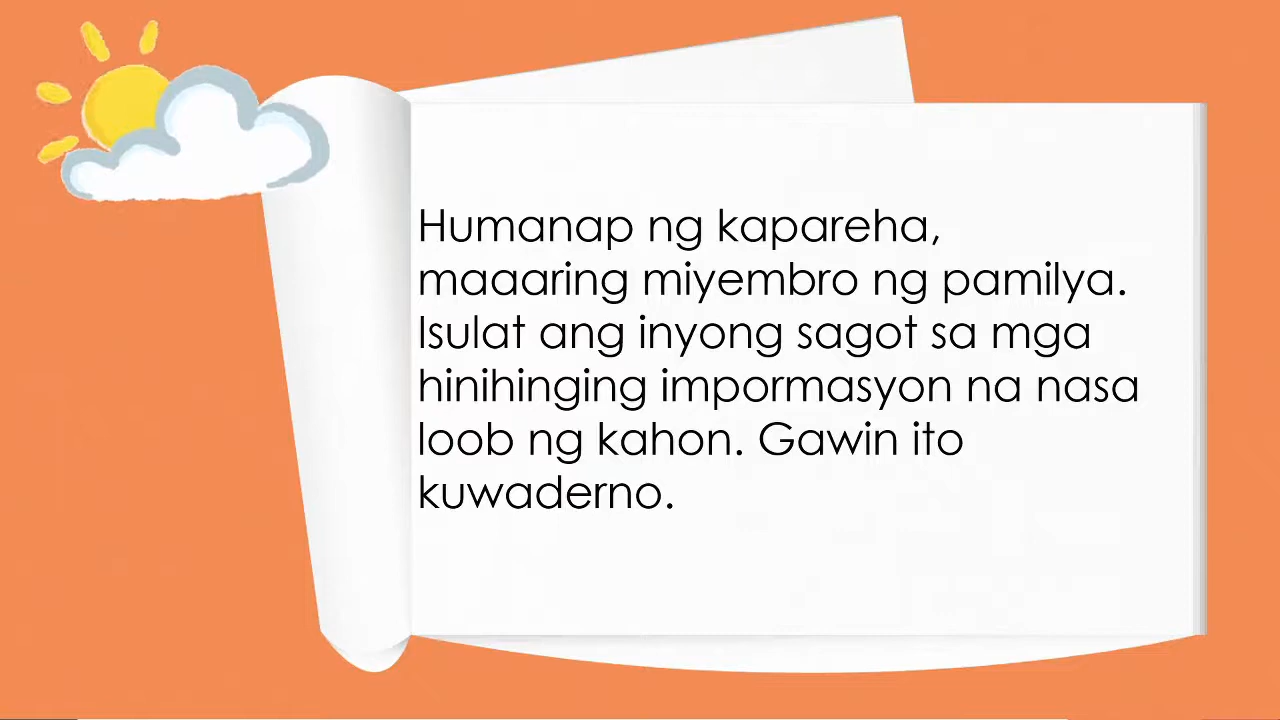 Humanap ng kapareha,
maaaring miyembro ng pamilya.
Isulat ang inyong sagot sa mga
hinihinging impormasyon na nasa
loob ng kahon. Gawin ito
kuwaderno.